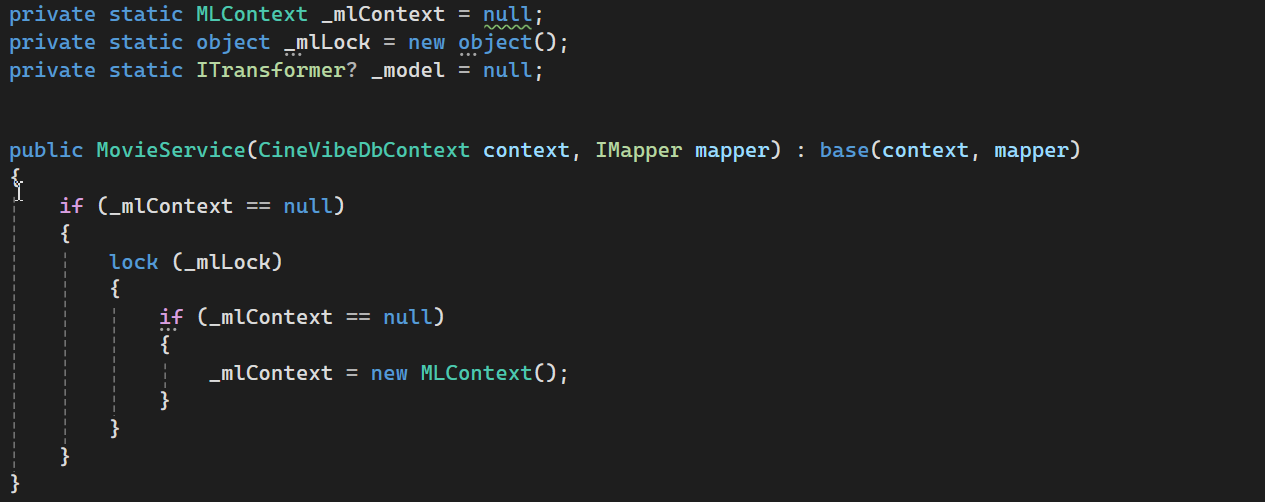 private static MLContext _mlContext = null;
private static object _mlLock = new object();
private static ITransformer? _model = null;
public MovieService(CineVibeDbContext context, IMapper mapper) : base(context, mapper)
{
if (_mlContext == null)
{
lock (_mlLock)
{
if (_mlContext == null)
{
_mlContext = new MLContext();
}
}
}
}